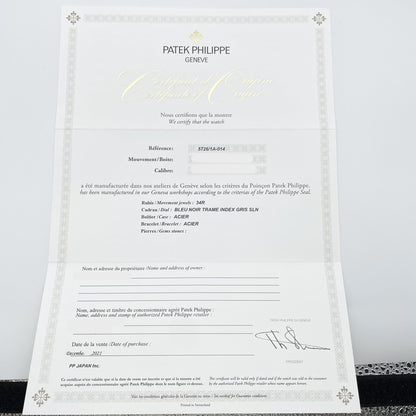 PATEK PHILIPPE
GENEVE
Certificat d'Origine
Certificate of Origin
Nous certifions que la montre
We certify that the watch
Référence: 5726/1A-014
Mouvement/Boîte:
Calibre:
a été manufacturée dans nos ateliers de Genève selon les critères du Poinçon Patek Philippe.
has been manufactured in our Geneva workshops according to the criterias of the Patek Philippe Seal.
Rubis/Movement jewels: 34R
Cadran/Dial: BLEU NOIR TRAME INDEX GRIS SLN
Boîtier/Case: ACIER
Bracelet/Bracelet: ACIER
Pierres/Gems stones:
Nom et adresse du propriétaire/Name and address of owner
Nom et adresse, timbre du concessionnaire agréé Patek Philippe
Name, address and stamp of authorized Patek Philippe retailer
PATEK PHILIPPE SA GENEVE
Date de la vente/Date of purchase:
Décembre 2021
PRESIDENT
PP JAPAN Inc.
Printed in Switzerland